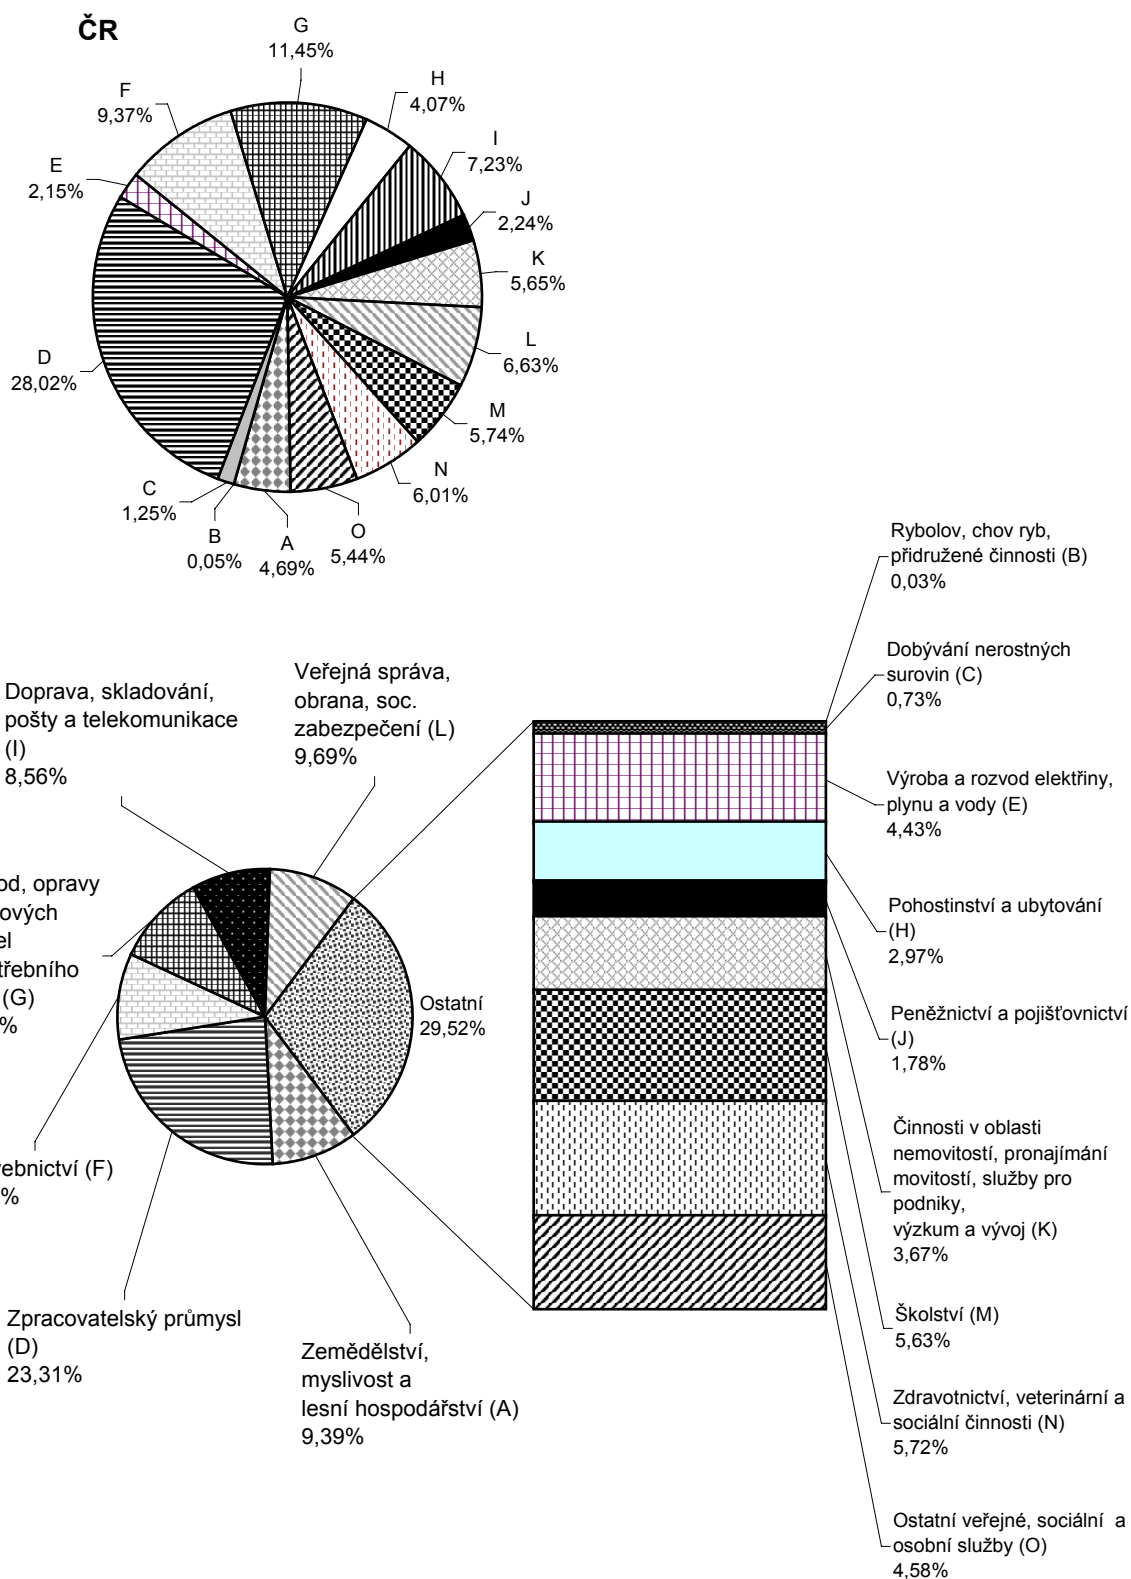 ČR
G
11,45%
H
4,07%
I
7,23%
J
2,24%
K
5,65%
L
6,63%
M
5,74%
N
6,01%
O
5,44%
A
4,69%
B
0,05%
C
1,25%
D
28,02%
E
2,15%
F
9,37%
Doprava, skladování,
pošty a telekomunikace
(I)
8,56%
Veřejná správa,
obrana, soc.
zabezpečení (L)
9,69%
opravy
(G)
%
(F)
%
Zpracovatelský průmysl
(D)
23,31%
Zemědělství,
myslivost a
lesní hospodářství (A)
9,39%
Ostatní
29,52%
Rybolov, chov ryb,
přidružené činnosti (B)
0,03%
Dobývání nerostných
surovin (C)
0,73%
Výroba a rozvod elektřiny,
plynu a vody (E)
4,43%
Pohostinství a ubytování
(H)
2,97%
Peněžnictví a pojišťovnictví
(J)
1,78%
Činnosti v oblasti
nemovitostí, pronajímání
movitostí, služby pro
podniky,
výzkum a vývoj (K)
3,67%
Školství (M)
5,63%
Zdravotnictví, veterinární a
sociální činnosti (N)
5,72%
Ostatní veřejné, sociální a
osobní služby (O)
4,58%